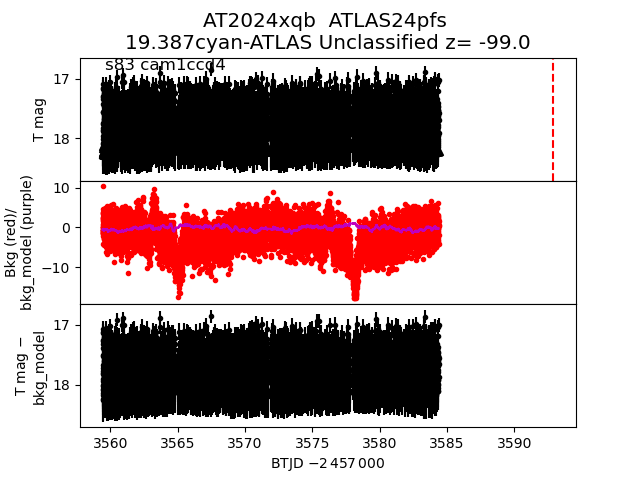 AT2024xqb  ATLAS24pfs
19.387cyan-ATLAS Unclassified z= -99.0
s83 cam1ccd4
17
18
T mag
10
0
−10
Bkg (red)/
bkg_model (purple)
17
18
T mag −
bkg_model
3560 3565 3570 3575 3580 3585 3590
BTJD −2 457 000